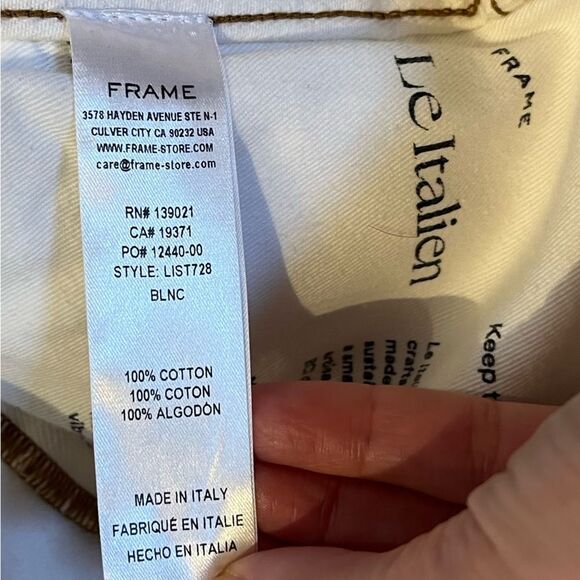 FRAME
3578 HAYDEN AVENUE STE N-1
CULVER CITY CA 90232 USA
WWW.FRAME-STORE.COM
care@frame-store.com
RN# 139021
CA# 19371
PO# 12440-00
STYLE: LIST728
BLNC
100% COTTON
100% COTON
100% ALGODÓN
MADE IN ITALY
FABRIQUÉ EN ITALIE
HECHO EN ITALIA
FRAME
Le Italien
Keep
Le
made
a